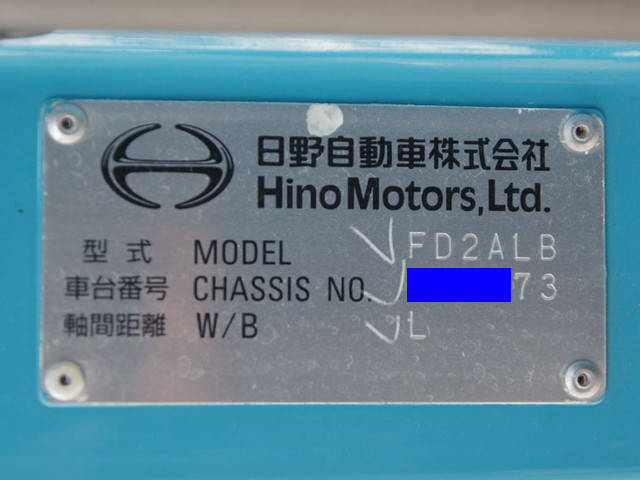 日野自動車株式会社
Hino Motors, Ltd.
型式 MODEL FD2ALB
車台番号 CHASSIS NO. 73
軸間距離 W/B L